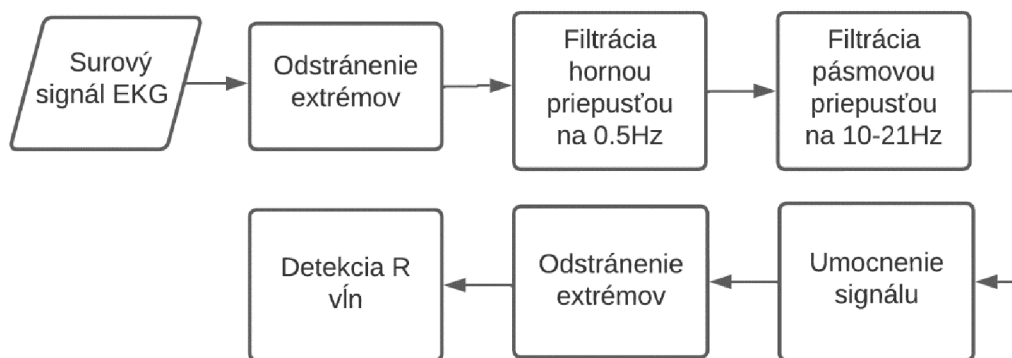 Surový
signál EKG
Odstránenie
extrémov
Filtrácia
hornou
priepusťou
na 0.5Hz
Filtrácia
pásmovou
priepusťou
na 10-21Hz
Umocnenie
signálu
Odstránenie
extrémov
Detekcia R
vĺn